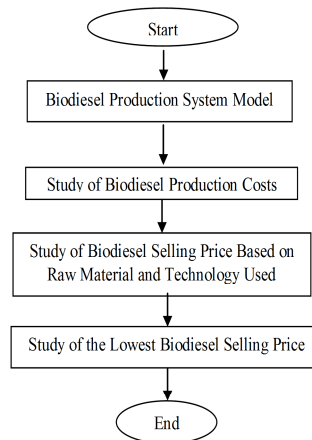 Start
Biodiesel Production System Model
Study of Biodiesel Production Costs
Study of Biodiesel Selling Price Based on
Raw Material and Technology Used
Study of the Lowest Biodiesel Selling Price
End